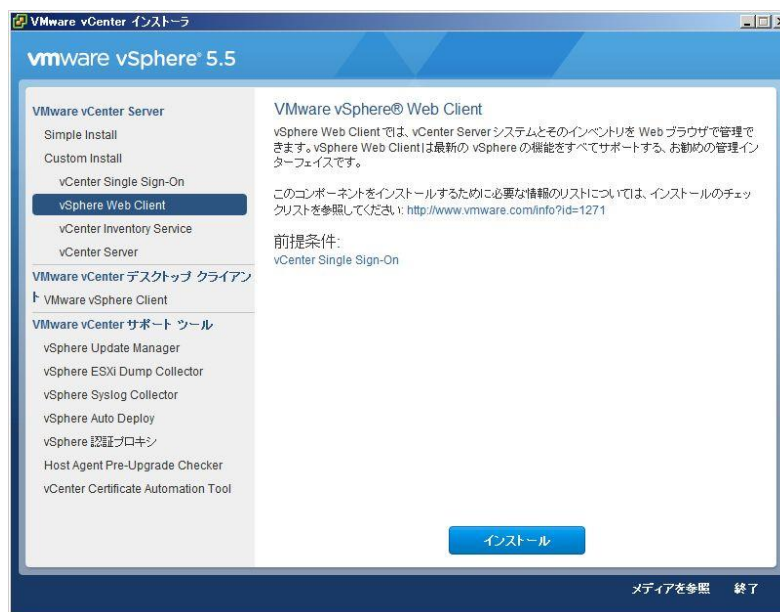 VMware vCenter インストーラ
vmware vSphere® 5.5
VMware vCenter Server
Simple Install
Custom Install
vCenter Single Sign-On
vSphere Web Client
vCenter Inventory Service
vCenter Server
VMware vCenter デスクトップ クライアン
ト
VMware vSphere Client
VMware vCenter サポート ツール
vSphere Update Manager
vSphere ESXi Dump Collector
vSphere Syslog Collector
vSphere Auto Deploy
vSphere 認証プロキシ
Host Agent Pre-Upgrade Checker
vCenter Certificate Automation Tool
VMware vSphere® Web Client
vSphere Web Client では、vCenter Server システムとそのインベントリを Web ブラウザで管理で
きます。vSphere Web Clientは最新の vSphere の機能をすべてサポートする、お勧めの管理イン
ターフェイスです。
このコンポーネントをインストールするために必要な情報のリストについては、インストールのチェッ
クリストを参照してください: http://www.vmware.com/info?id=1271
前提条件:
vCenter Single Sign-On
インストール
メディアを参照 終了